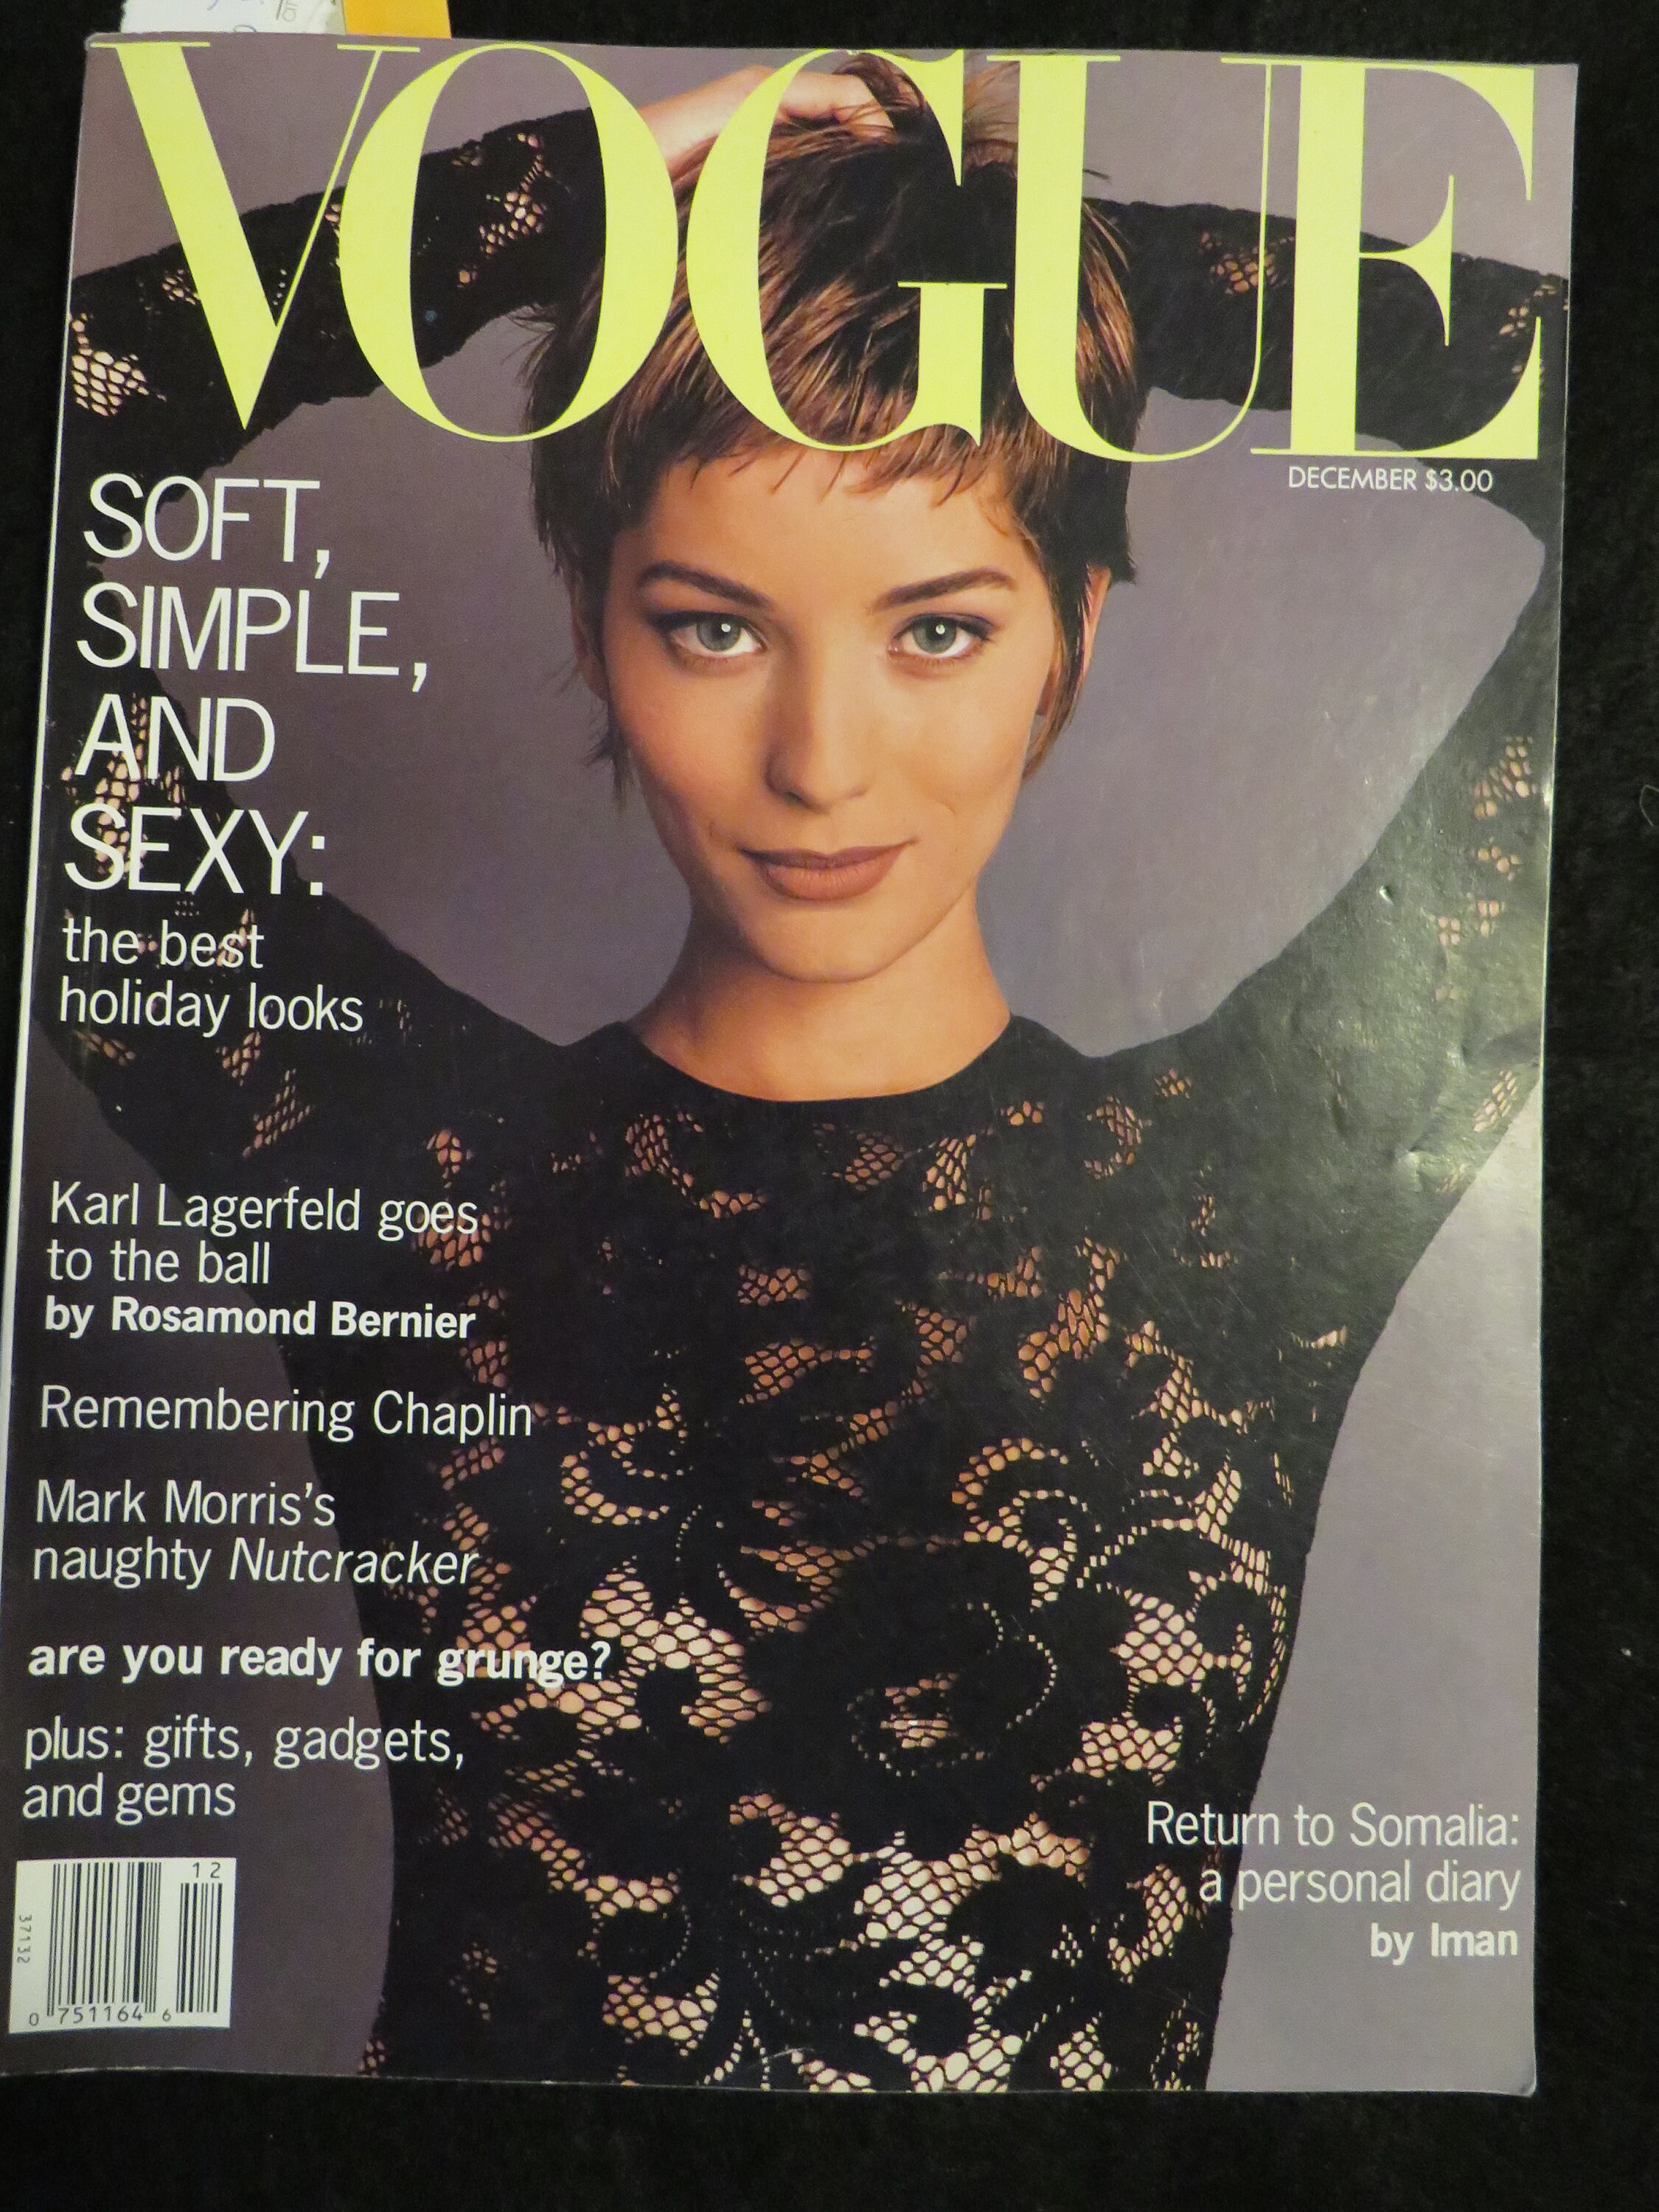 VOGUE
DECEMBER $3.00
SOFT,
SIMPLE,
AND
SEXY:
the best
holiday looks
Karl Lagerfeld goes
to the ball
by Rosamond Bernier
Remembering Chaplin
Mark Morris's
naughty Nutcracker
are you ready for grunge?
plus: gifts, gadgets,
and gems
Return to Somalia:
a personal diary
by Iman
12
37132
0 751164 6